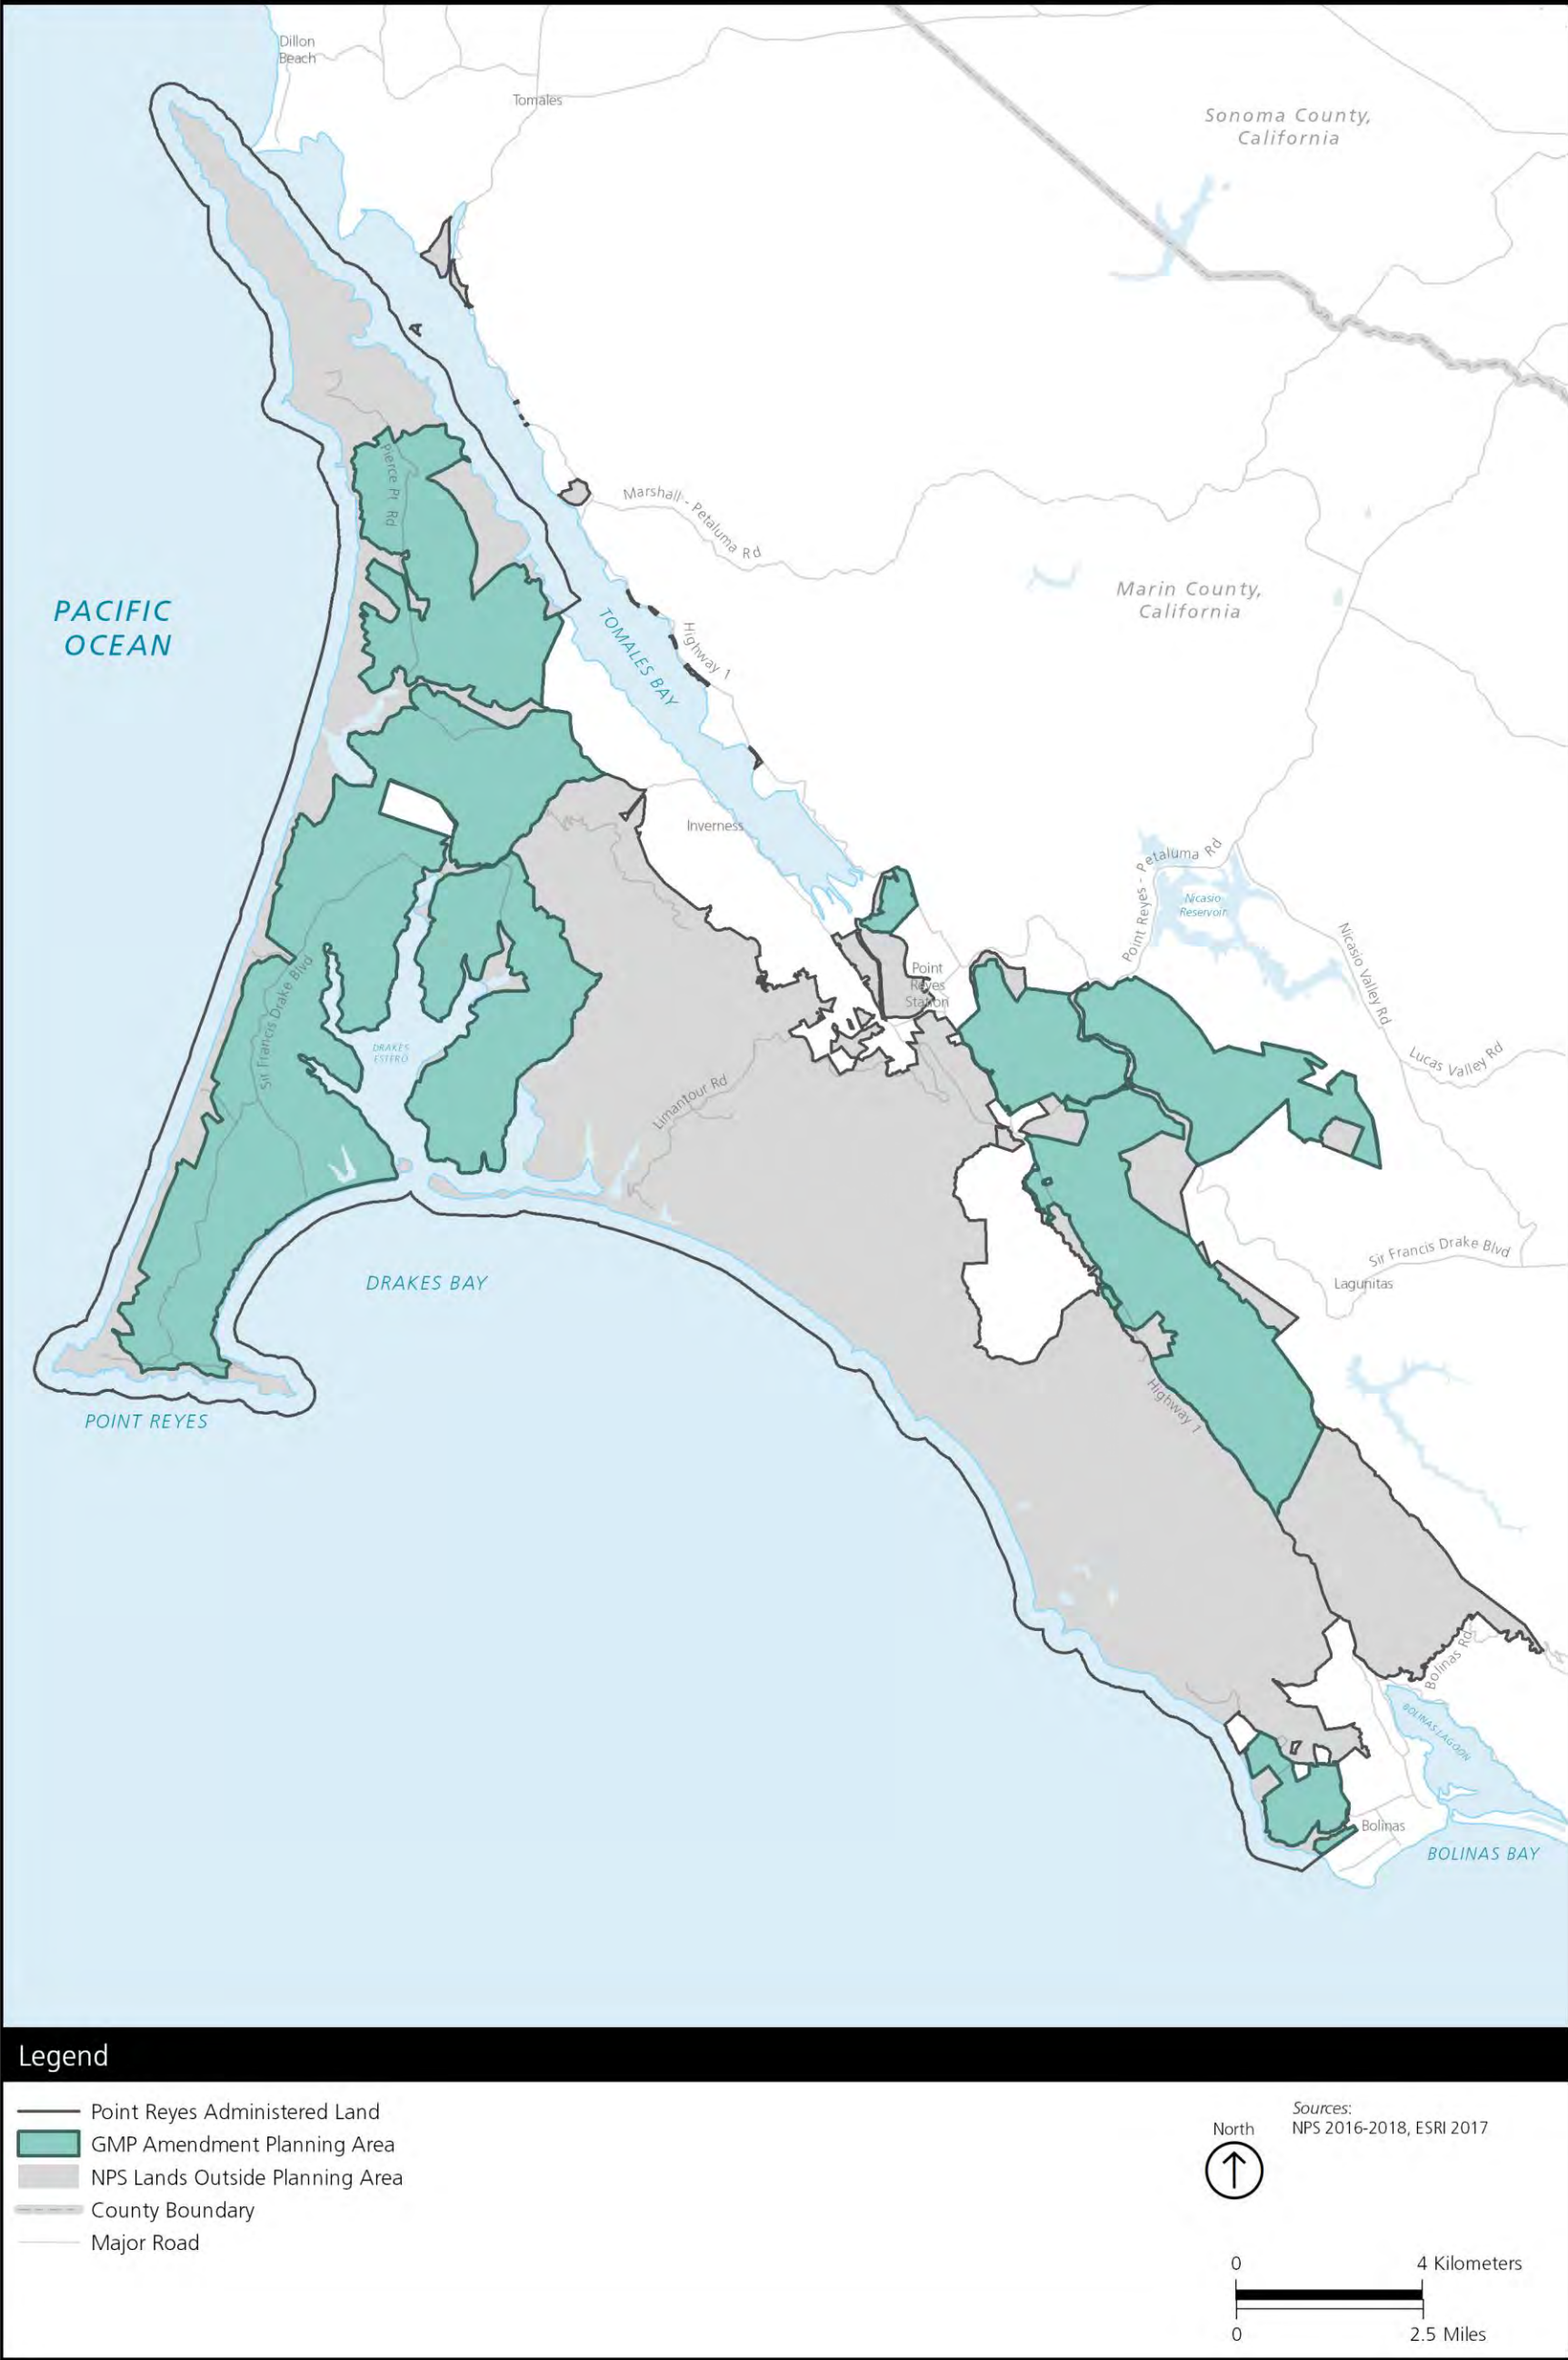 Dillon
Beach
Tomales
Sonoma County,
California
Pierce Pt Rd
Marshall - Petaluma Rd
Marin County,
California
PACIFIC
OCEAN
TOMALES BAY
Highway 1
Inverness
Point Reyes - Petaluma Rd
Nicasio
Reservoir
Nicasio Valley Rd
Point
Reyes
Station
Sir Francis Drake Blvd
DRAKES
ESTERO
Lucas Valley Rd
Limantour Rd
Sir Francis Drake Blvd
Lagunitas
DRAKES BAY
POINT REYES
Highway 1
Bolinas Rd
BOLINAS LAGOON
Bolinas
BOLINAS BAY
Legend
Point Reyes Administered Land
GMP Amendment Planning Area
NPS Lands Outside Planning Area
County Boundary
Major Road
North
Sources:
NPS 2016-2018, ESRI 2017
0 4 Kilometers
0 2.5 Miles